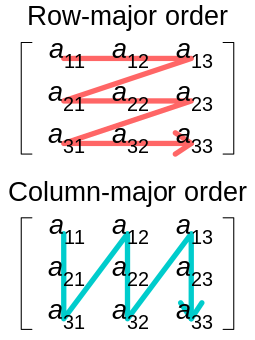 Row-major order
a11 a12 a13
a21 a22 a23
a31 a32 a33
Column-major order
a11 a12 a13
a21 a22 a23
a31 a32 a33